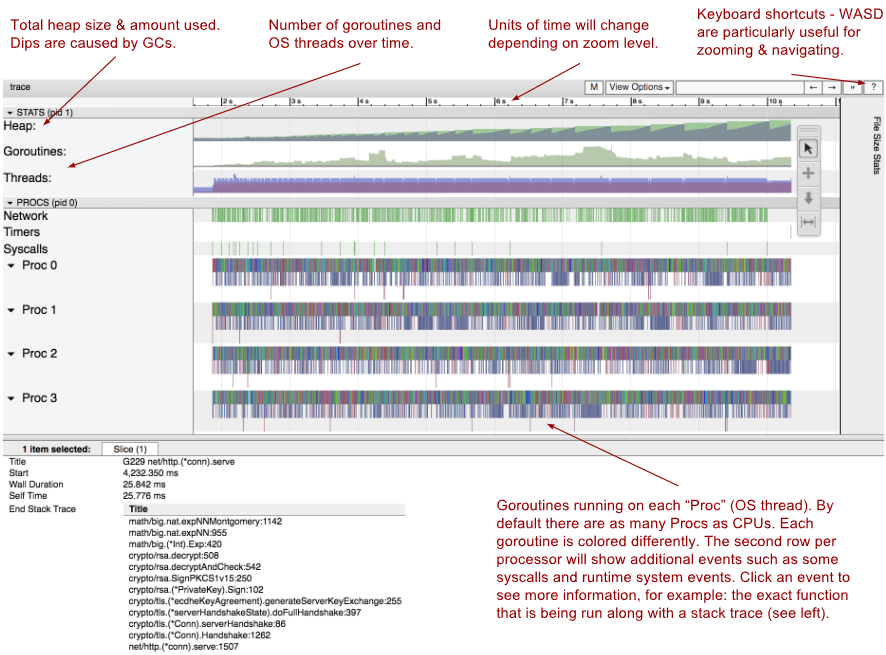 Total heap size & amount used.
Dips are caused by GCs.
Number of goroutines and
OS threads over time.
Units of time will change
depending on zoom level.
Keyboard shortcuts - WASD
are particularly useful for
zooming & navigating.
trace
M
View Options
←
→
»
?
2 s
3 s
4 s
5 s
6 s
7 s
8 s
9 s
10 s
STATS (pid 1)
Heap:
Goroutines:
Threads:
File Size Stats
PROCS (pid 0)
Network
Timers
Syscalls
Proc 0
Proc 1
Proc 2
Proc 3
1 item selected:
Slice (1)
Title G229 net/http.(*conn).serve
Start 4,232.350 ms
Wall Duration 25.842 ms
Self Time 25.776 ms
End Stack Trace
Title
math/big.nat.expNNMontgomery:1142
math/big.nat.expNN:955
math/big.(*Int).Exp:420
crypto/rsa.decrypt:508
crypto/rsa.decryptAndCheck:542
crypto/rsa.SignPKCS1v15:250
crypto/rsa.(*PrivateKey).Sign:102
crypto/tls.(*ecdheKeyAgreement).generateServerKeyExchange:255
crypto/tls.(*serverHandshakeState).doFullHandshake:397
crypto/tls.(*Conn).serverHandshake:86
crypto/tls.(*Conn).Handshake:1262
net/http.(*conn).serve:1507
Goroutines running on each “Proc” (OS thread). By
default there are as many Procs as CPUs. Each
goroutine is colored differently. The second row per
processor will show additional events such as some
syscalls and runtime system events. Click an event to
see more information, for example: the exact function
that is being run along with a stack trace (see left).